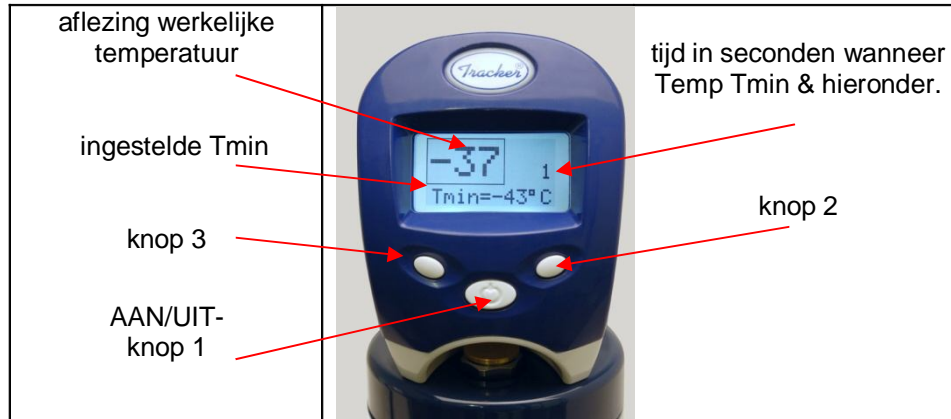 aflezing werkelijke
temperatuur
ingestelde Tmin
knop 3
AAN/UIT-
knop 1
Tracker®
-37
1
Tmin=-43°C
tijd in seconden wanneer
Temp Tmin & hieronder.
knop 2